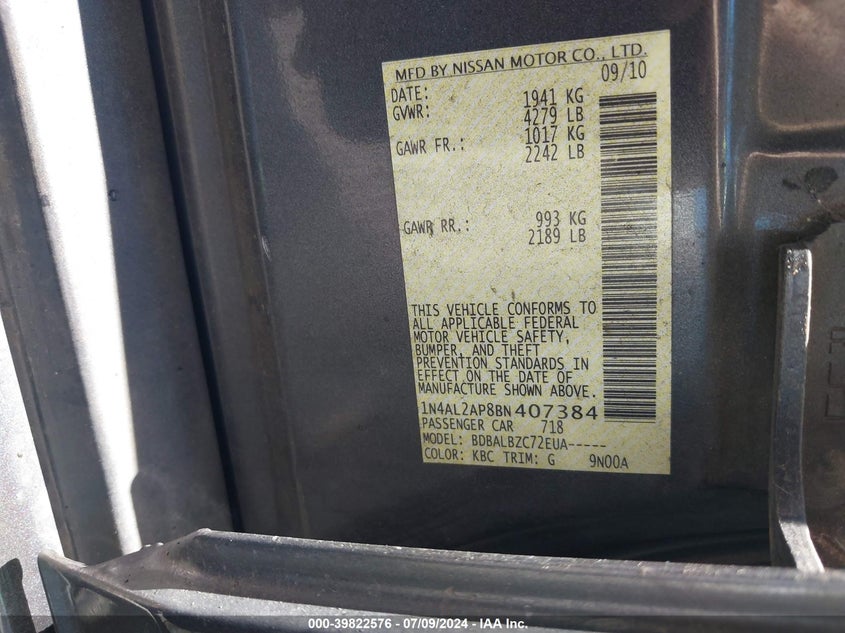 MFD BY NISSAN MOTOR CO., LTD.
DATE: 09/10
GVWR: 1941 KG
4279 LB
GAWR FR.: 1017 KG
2242 LB
GAWR RR.: 993 KG
2189 LB
THIS VEHICLE CONFORMS TO
ALL APPLICABLE FEDERAL
MOTOR VEHICLE SAFETY,
BUMPER, AND THEFT
PREVENTION STANDARDS IN
EFFECT ON THE DATE OF
MANUFACTURE SHOWN ABOVE.
1N4AL2AP8BN407384
PASSENGER CAR 718
MODEL: BDBALBZC72EUA-----
COLOR: KBC TRIM: G 9N00A
000-39822576 - 07/09/2024 - IAA Inc.